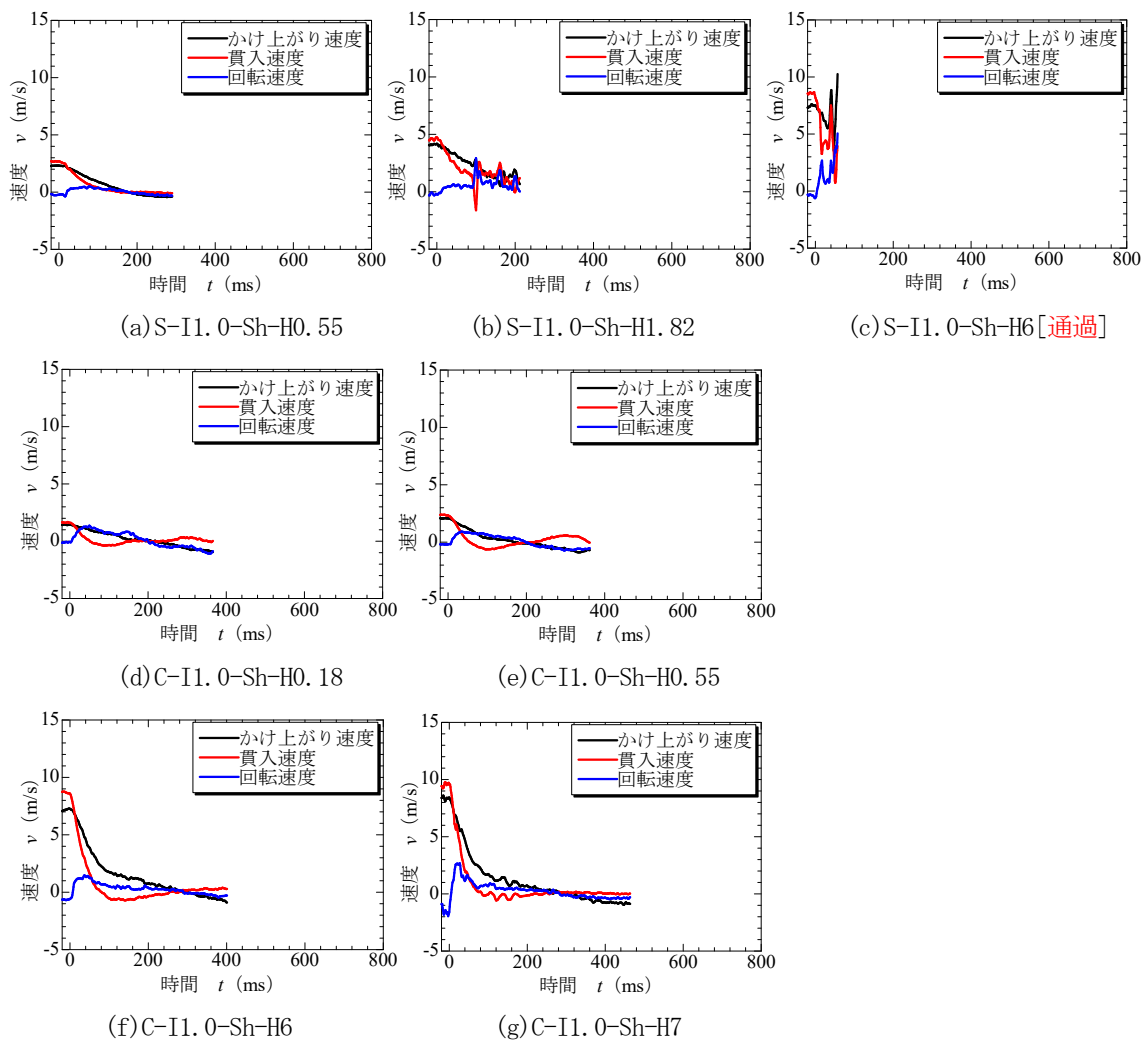 15
10
5
0
-5
速度 v (m/s)
かけ上がり速度
貫入速度
回転速度
0 200 400 600 800
時間 t (ms)
(a)S-I1.0-Sh-H0.55
15
10
5
0
-5
速度 v (m/s)
かけ上がり速度
貫入速度
回転速度
0 200 400 600 800
時間 t (ms)
(b)S-I1.0-Sh-H1.82
15
10
5
0
-5
速度 v (m/s)
かけ上がり速度
貫入速度
回転速度
0 200 400 600 800
時間 t (ms)
(c)S-I1.0-Sh-H6[通過]
15
10
5
0
-5
速度 v (m/s)
かけ上がり速度
貫入速度
回転速度
0 200 400 600 800
時間 t (ms)
(d)C-I1.0-Sh-H0.18
15
10
5
0
-5
速度 v (m/s)
かけ上がり速度
貫入速度
回転速度
0 200 400 600 800
時間 t (ms)
(e)C-I1.0-Sh-H0.55
15
10
5
0
-5
速度 v (m/s)
かけ上がり速度
貫入速度
回転速度
0 200 400 600 800
時間 t (ms)
(f)C-I1.0-Sh-H6
15
10
5
0
-5
速度 v (m/s)
かけ上がり速度
貫入速度
回転速度
0 200 400 600 800
時間 t (ms)
(g)C-I1.0-Sh-H7